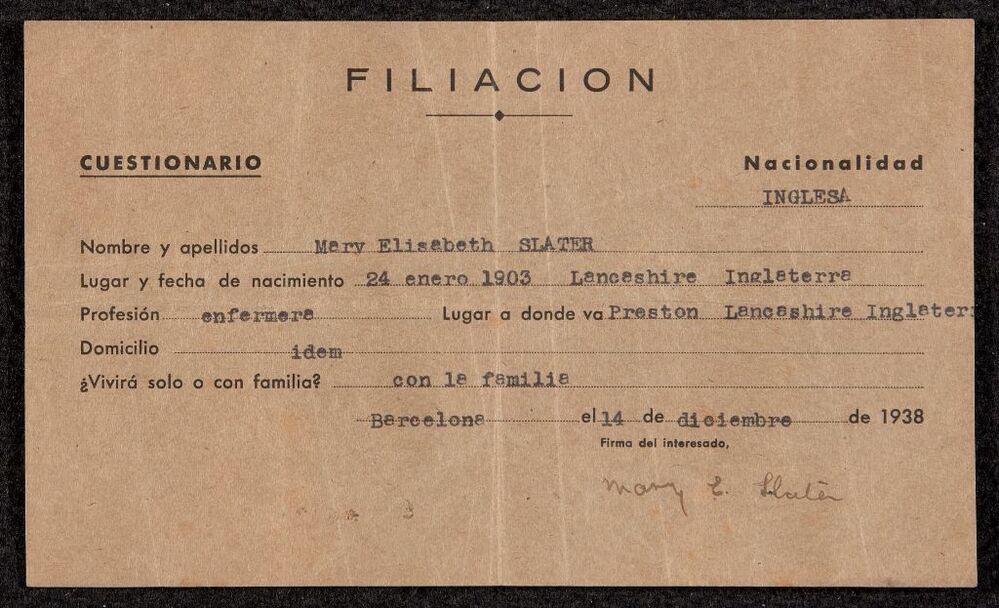 FILIACION
CUESTIONARIO Nacionalidad
INGLESA
Nombre y apellidos Mary Elisabeth SLATER
Lugar y fecha de nacimiento 24 enero 1903 Lancashire Inglaterra
Profesión enfermera Lugar a donde va Preston Lancashire Inglater
Domicilio idem
¿Vivirá solo o con familia? con la familia
Barcelona el 14 de diciembre de 1938
Firma del interesado,
Mary E. Slater